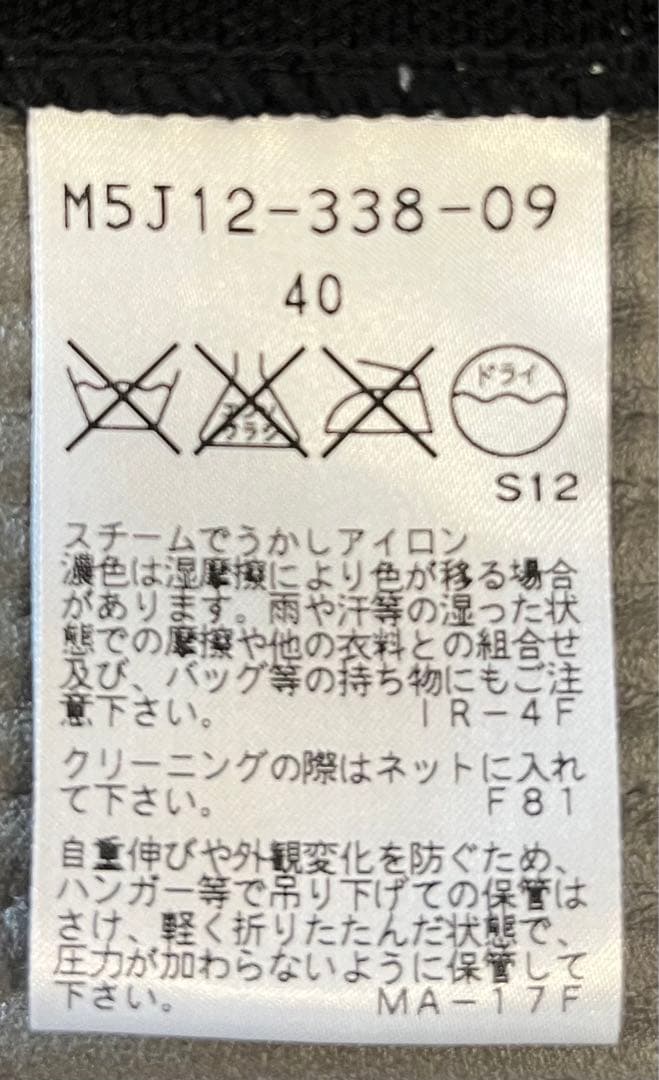 M5J12-338-09
40
エンソ
サラシ
ドライ
S12
スチームでうかしアイロン
濃色は湿摩擦により色が移る場合
があります。雨や汗等の湿った状
態での摩擦や他の衣料との組合せ
及び、バッグ等の持ち物にもご注
意下さい。 IR-4F
クリーニングの際はネットに入れ
て下さい。 F81
自重伸びや外観変化を防ぐため、
ハンガー等で吊り下げての保管は
さけ、軽く折りたたんだ状態で、
圧力が加わらないように保管して
下さい。 MA-17F